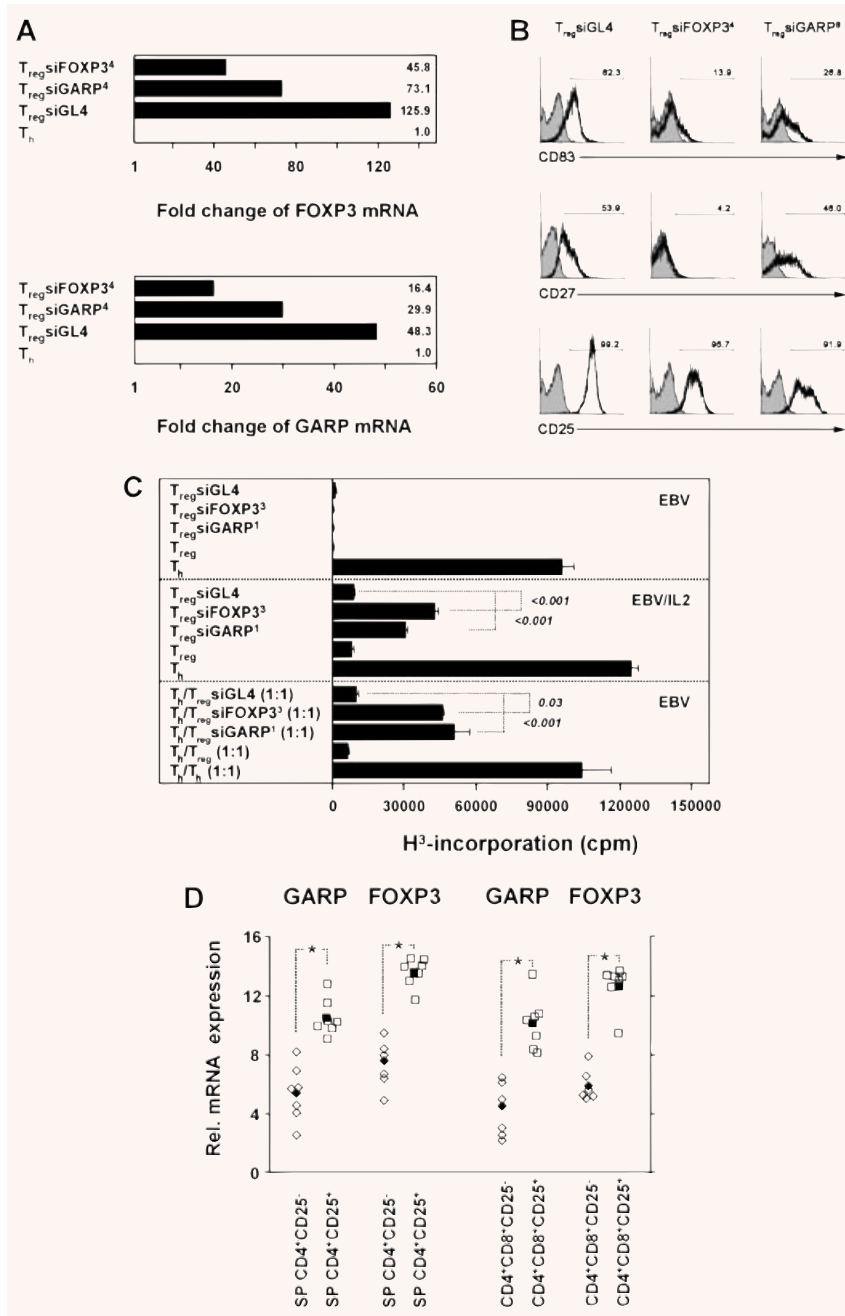 A
TregsiFOXP3⁴ 45.8
TregsiGARP⁴ 73.1
TregsiGL4 125.9
Th 1.0
1 40 80 120
Fold change of FOXP3 mRNA
TregsiFOXP3⁴ 16.4
TregsiGARP⁴ 29.9
TregsiGL4 48.3
Th 1.0
1 20 40 60
Fold change of GARP mRNA
B
TregsiGL4 TregsiFOXP3⁴ TregsiGARP⁸
82.3 13.9 26.8
CD83
53.9 4.2 48.0
CD27
99.2 96.7 91.9
CD25
C
TregsiGL4
TregsiFOXP3³
TregsiGARP¹
Treg
Th
EBV
TregsiGL4
TregsiFOXP3³
TregsiGARP¹
Treg
Th
<0.001
<0.001
EBV/IL2
Th/TregsiGL4 (1:1)
Th/TregsiFOXP3³ (1:1)
Th/TregsiGARP¹ (1:1)
Th/Treg (1:1)
Th/Th (1:1)
0.03
<0.001
EBV
0 30000 60000 90000 120000 150000
H³-incorporation (cpm)
D
GARP FOXP3 GARP FOXP3
Rel. mRNA expression
16
12
8
4
0
* * * *
SP CD4⁺CD25⁻
SP CD4⁺CD25⁺
SP CD4⁺CD25⁻
SP CD4⁺CD25⁺
CD4⁺CD8⁺CD25⁻
CD4⁺CD8⁺CD25⁺
CD4⁺CD8⁺CD25⁻
CD4⁺CD8⁺CD25⁺